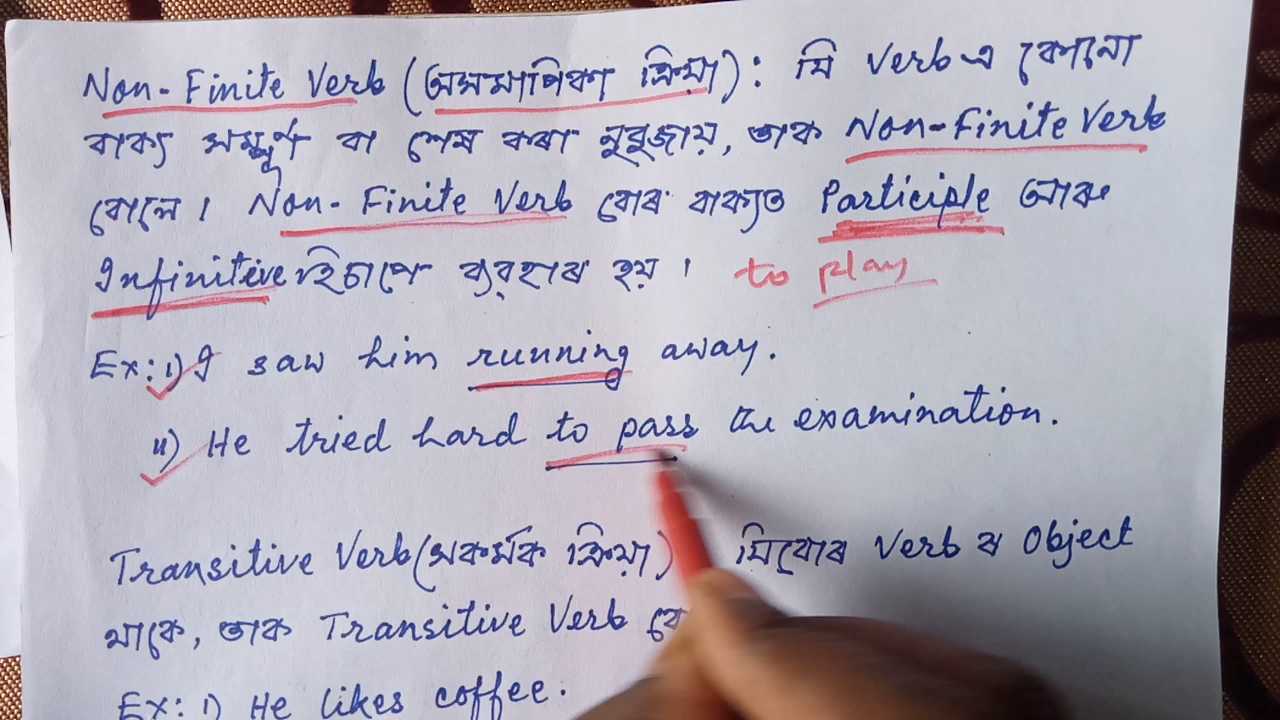 Non-Finite Verb (অসমাপিকা ক্ৰিয়া): যি Verb এ কোনো
বাক্য সম্পূৰ্ণ বা শেষ কৰা নুবুজায়, তাক Non-Finite Verb
বোলে। Non-Finite Verb বোৰ বাক্যত Participle আৰু
Infinitive হিচাপে ব্যৱহাৰ হয়। to play
Ex: i) I saw him running away.
ii) He tried hard to pass the examination.
Transitive Verb (সকৰ্মক ক্ৰিয়া) যিবোৰ Verb ৰ Object
থাকে, তাক Transitive Verb
Ex: i) He likes coffee.